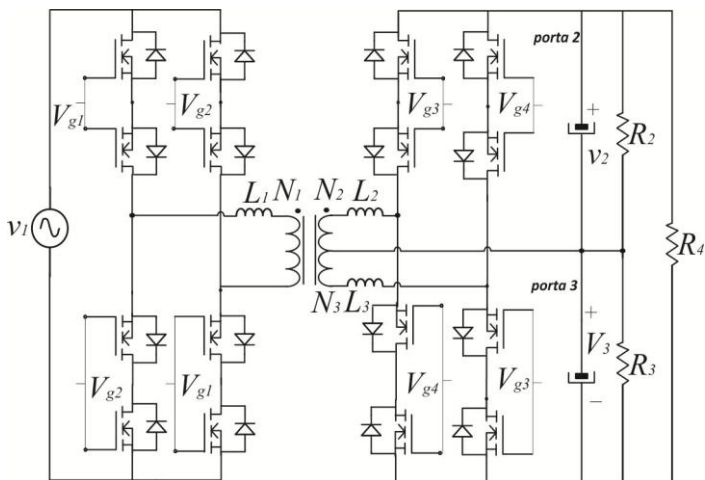 porta 2
+
V_g1
V_g2
V_g3
V_g4
v_2
R_2
L_1
N_1
N_2
L_2
v_1
R_4
N_3
L_3
porta 3
+
V_g2
V_g1
V_g4
V_g3
V_3
R_3
−